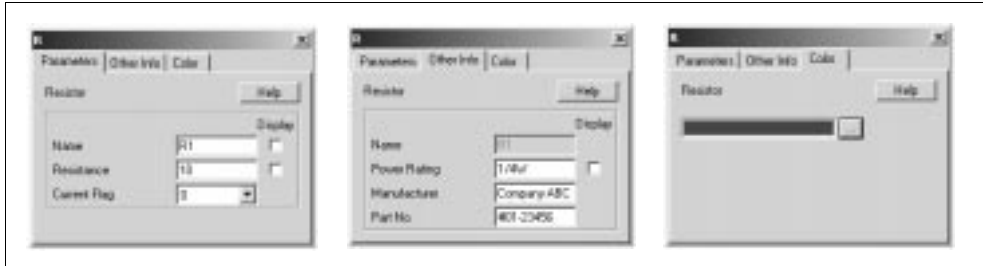 R
Parameters Other Info Color
Resistor Help
Display
Name R1
Resistance 10
Current Flag 0
R
Parameters Other Info Color
Resistor Help
Display
Name R1
Power Rating 1/4W
Manufacturer Company ABC
Part No. 401-23456
R
Parameters Other Info Color
Resistor Help
...